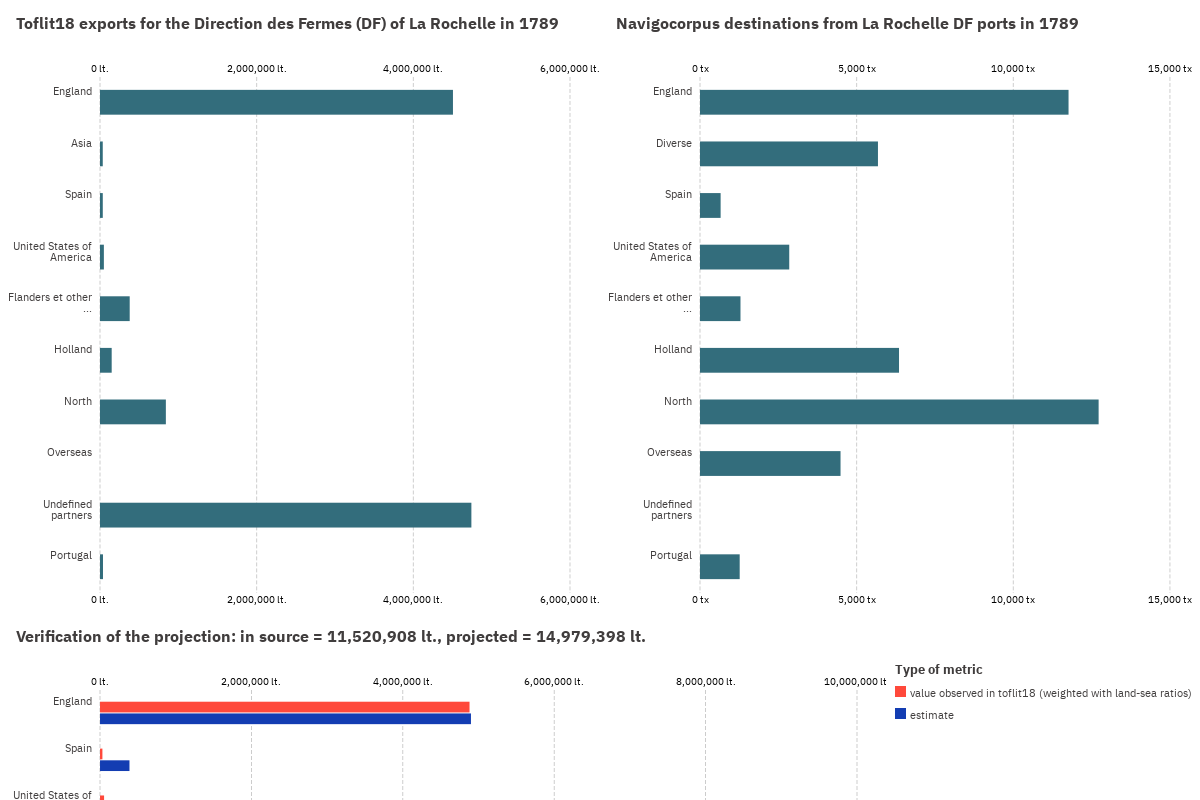 Toflit18 exports for the Direction des Fermes (DF) of La Rochelle in 1789
0 lt.
2,000,000 lt.
4,000,000 lt.
6,000,000 lt.
England
Asia
Spain
United States of
America
Flanders et other
...
Holland
North
Overseas
Undefined
partners
Portugal
0 lt.
2,000,000 lt.
4,000,000 lt.
6,000,000 lt.
Navigocorpus destinations from La Rochelle DF ports in 1789
0 tx
5,000 tx
10,000 tx
15,000 tx
England
Diverse
Spain
United States of
America
Flanders et other
...
Holland
North
Overseas
Undefined
partners
Portugal
0 tx
5,000 tx
10,000 tx
15,000 tx
Verification of the projection: in source = 11,520,908 lt., projected = 14,979,398 lt.
0 lt.
2,000,000 lt.
4,000,000 lt.
6,000,000 lt.
8,000,000 lt.
10,000,000 lt
England
Spain
United States of
Type of metric
value observed in toflit18 (weighted with land-sea ratios)
estimate